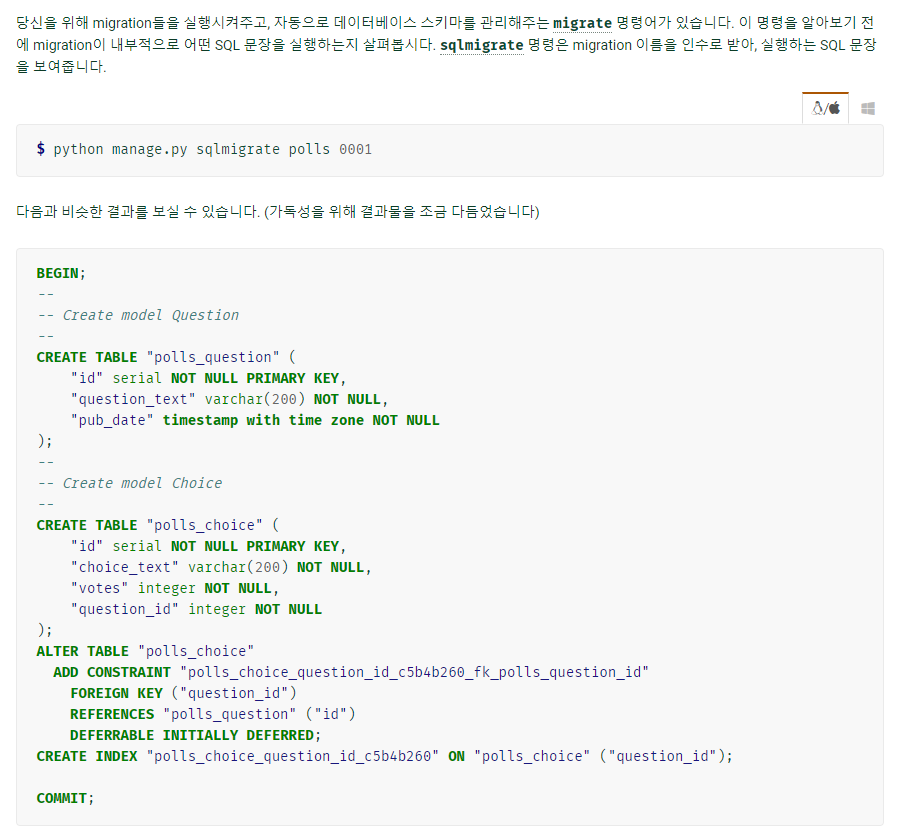 당신을 위해 migration들을 실행시켜주고, 자동으로 데이터베이스 스키마를 관리해주는 migrate 명령어가 있습니다. 이 명령을 알아보기 전
에 migration이 내부적으로 어떤 SQL 문장을 실행하는지 살펴봅시다. sqlmigrate 명령은 migration 이름을 인수로 받아, 실행하는 SQL 문장
을 보여줍니다.
/
$ python manage.py sqlmigrate polls 0001
다음과 비슷한 결과를 보실 수 있습니다. (가독성을 위해 결과물을 조금 다듬었습니다)
BEGIN;
--
-- Create model Question
--
CREATE TABLE "polls_question" (
    "id" serial NOT NULL PRIMARY KEY,
    "question_text" varchar(200) NOT NULL,
    "pub_date" timestamp with time zone NOT NULL
);
--
-- Create model Choice
--
CREATE TABLE "polls_choice" (
    "id" serial NOT NULL PRIMARY KEY,
    "choice_text" varchar(200) NOT NULL,
    "votes" integer NOT NULL,
    "question_id" integer NOT NULL
);
ALTER TABLE "polls_choice"
  ADD CONSTRAINT "polls_choice_question_id_c5b4b260_fk_polls_question_id"
    FOREIGN KEY ("question_id")
    REFERENCES "polls_question" ("id")
    DEFERRABLE INITIALLY DEFERRED;
CREATE INDEX "polls_choice_question_id_c5b4b260" ON "polls_choice" ("question_id");
COMMIT;